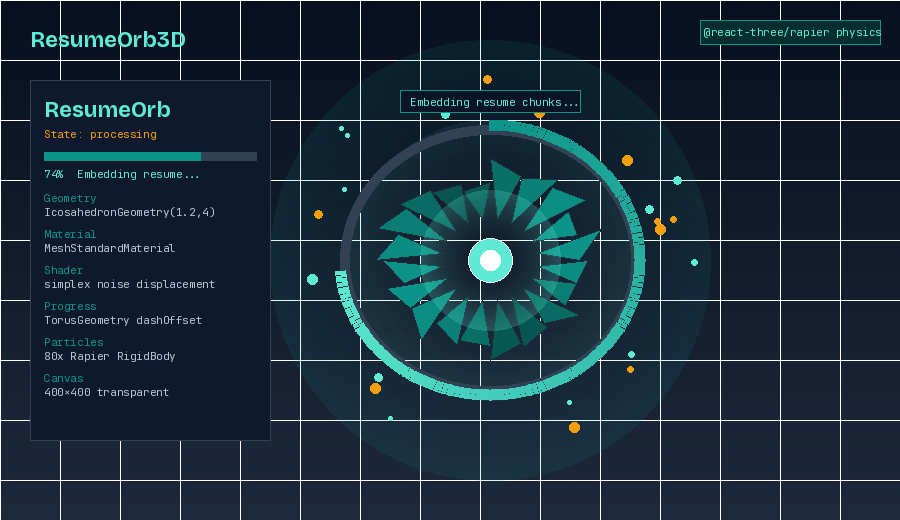 ResumeOrb3D
@react-three/rapier physics
ResumeOrb
State: processing
74%  Embedding resume...
Geometry
IcosahedronGeometry(1.2,4)
Material
MeshStandardMaterial
Shader
simplex noise displacement
Progress
TorusGeometry dashOffset
Particles
80x Rapier RigidBody
Canvas
400×400 transparent
Embedding resume chunks...